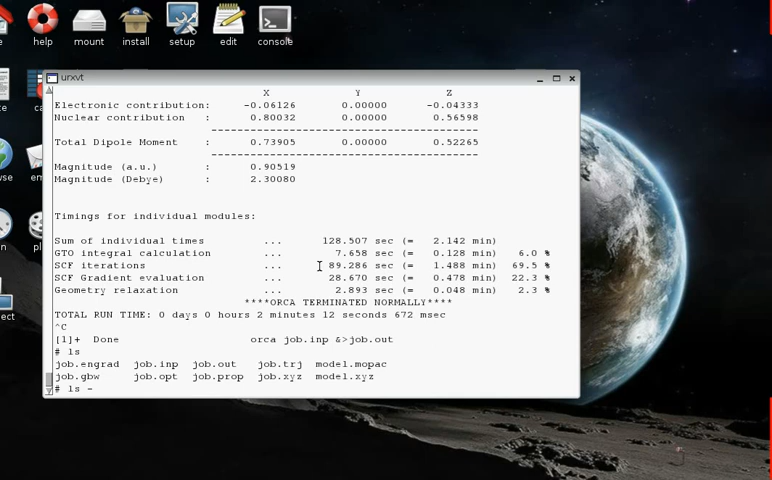 help mount install setup edit console
urxvt
X Y Z
Electronic contribution: -0.06126 0.00000 -0.04333
Nuclear contribution : 0.80032 0.00000 0.56598
-----------------------------------------
Total Dipole Moment : 0.73905 0.00000 0.52265
-----------------------------------------
Magnitude (a.u.) : 0.90519
Magnitude (Debye) : 2.30080
Timings for individual modules:
Sum of individual times ... 128.507 sec (= 2.142 min)
GTO integral calculation ... 7.658 sec (= 0.128 min) 6.0 %
SCF iterations ... 89.286 sec (= 1.488 min) 69.5 %
SCF Gradient evaluation ... 28.670 sec (= 0.478 min) 22.3 %
Geometry relaxation ... 2.893 sec (= 0.048 min) 2.3 %
****ORCA TERMINATED NORMALLY****
TOTAL RUN TIME: 0 days 0 hours 2 minutes 12 seconds 672 msec
^C
[1]+ Done orca job.inp &>job.out
# ls
job.engrad job.inp job.out job.trj model.mopac
job.gbw job.opt job.prop job.xyz model.xyz
# ls -